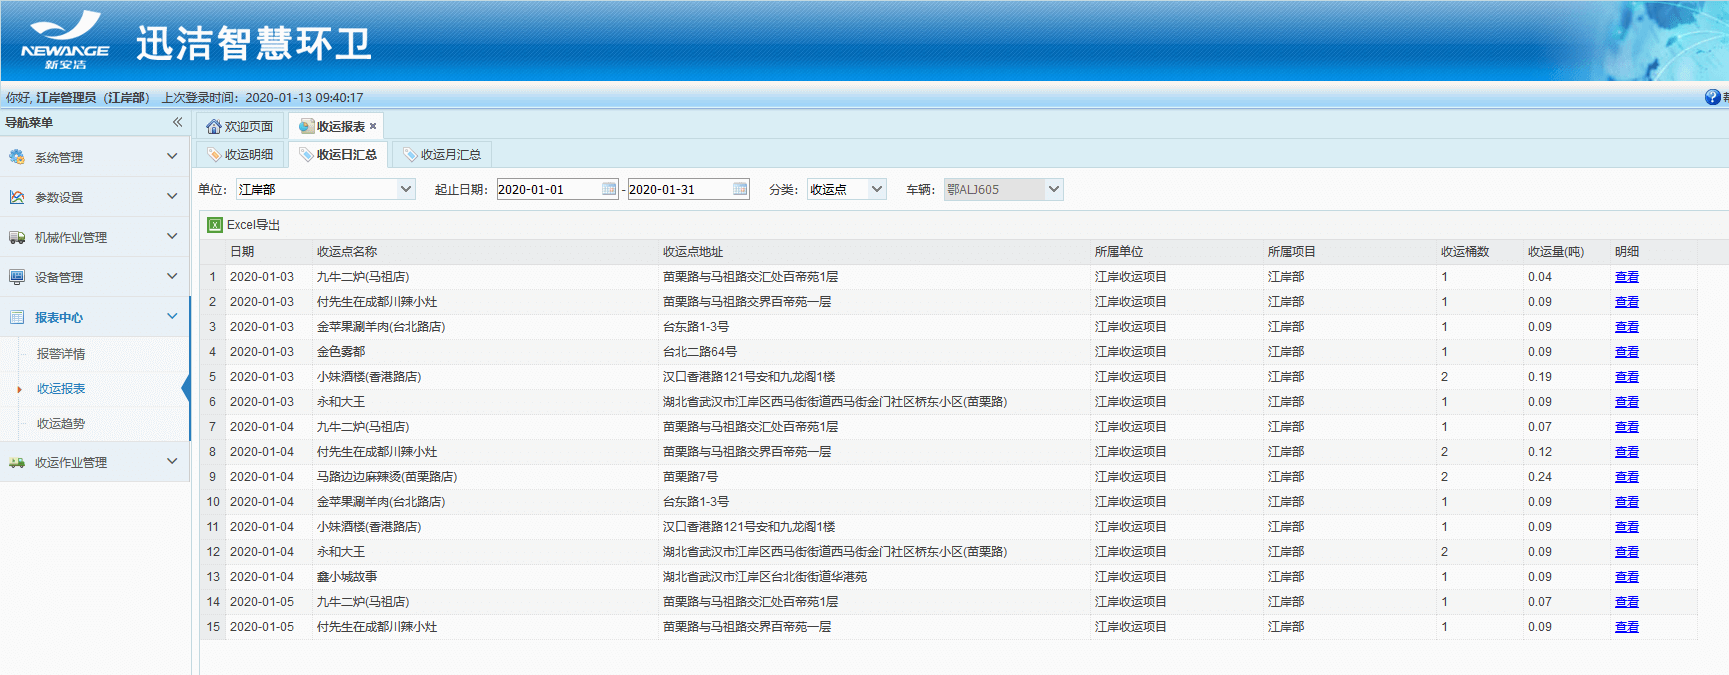 NEWANGE
新安洁
迅洁智慧环卫
你好, 江岸管理员（江岸部） 上次登录时间：2020-01-13 09:40:17
导航菜单
系统管理
参数设置
机械作业管理
设备管理
报表中心
报警详情
收运报表
收运趋势
收运作业管理
欢迎页面 收运报表
收运明细 收运日汇总 收运月汇总
单位: 江岸部 起止日期: 2020-01-01 - 2020-01-31 分类: 收运点 车辆: 鄂ALJ605
Excel导出
日期 收运点名称 收运点地址 所属单位 所属项目 收运桶数 收运量(吨) 明细
1 2020-01-03 九牛二炉(马祖店) 苗栗路与马祖路交汇处百帝苑1层 江岸收运项目 江岸部 1 0.04 查看
2 2020-01-03 付先生在成都川辣小灶 苗栗路与马祖路交界百帝苑一层 江岸收运项目 江岸部 1 0.09 查看
3 2020-01-03 金苹果涮羊肉(台北路店) 台东路1-3号 江岸收运项目 江岸部 1 0.09 查看
4 2020-01-03 金色雾都 台北二路64号 江岸收运项目 江岸部 1 0.09 查看
5 2020-01-03 小妹酒楼(香港路店) 汉口香港路121号安和九龙阁1楼 江岸收运项目 江岸部 2 0.19 查看
6 2020-01-03 永和大王 湖北省武汉市江岸区西马街街道西马街金门社区桥东小区(苗栗路) 江岸收运项目 江岸部 1 0.09 查看
7 2020-01-04 九牛二炉(马祖店) 苗栗路与马祖路交汇处百帝苑1层 江岸收运项目 江岸部 1 0.07 查看
8 2020-01-04 付先生在成都川辣小灶 苗栗路与马祖路交界百帝苑一层 江岸收运项目 江岸部 2 0.12 查看
9 2020-01-04 马路边边麻辣烫(苗栗路店) 苗栗路7号 江岸收运项目 江岸部 2 0.24 查看
10 2020-01-04 金苹果涮羊肉(台北路店) 台东路1-3号 江岸收运项目 江岸部 1 0.09 查看
11 2020-01-04 小妹酒楼(香港路店) 汉口香港路121号安和九龙阁1楼 江岸收运项目 江岸部 1 0.09 查看
12 2020-01-04 永和大王 湖北省武汉市江岸区西马街街道西马街金门社区桥东小区(苗栗路) 江岸收运项目 江岸部 2 0.09 查看
13 2020-01-04 鑫小城故事 湖北省武汉市江岸区台北街街道华港苑 江岸收运项目 江岸部 1 0.09 查看
14 2020-01-05 九牛二炉(马祖店) 苗栗路与马祖路交汇处百帝苑1层 江岸收运项目 江岸部 1 0.07 查看
15 2020-01-05 付先生在成都川辣小灶 苗栗路与马祖路交界百帝苑一层 江岸收运项目 江岸部 1 0.09 查看